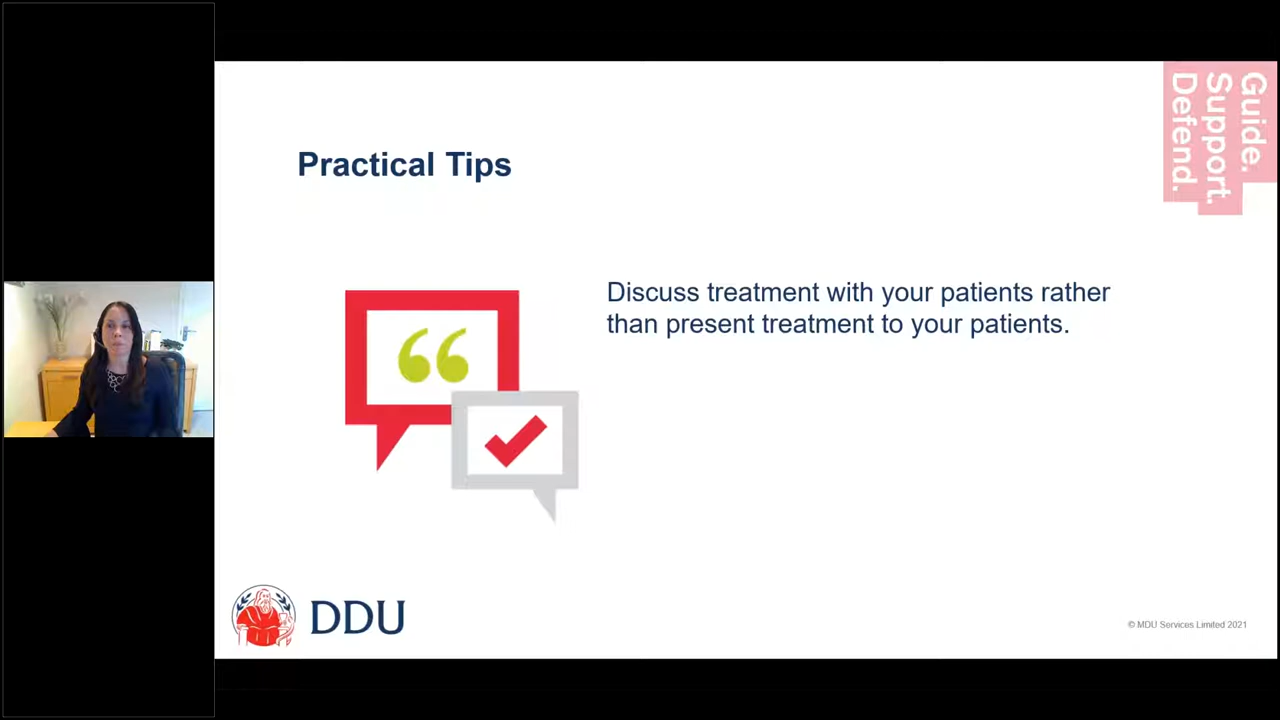 Guide.
Support.
Defend.
Practical Tips
Discuss treatment with your patients rather
than present treatment to your patients.
DDU
© MDU Services Limited 2021